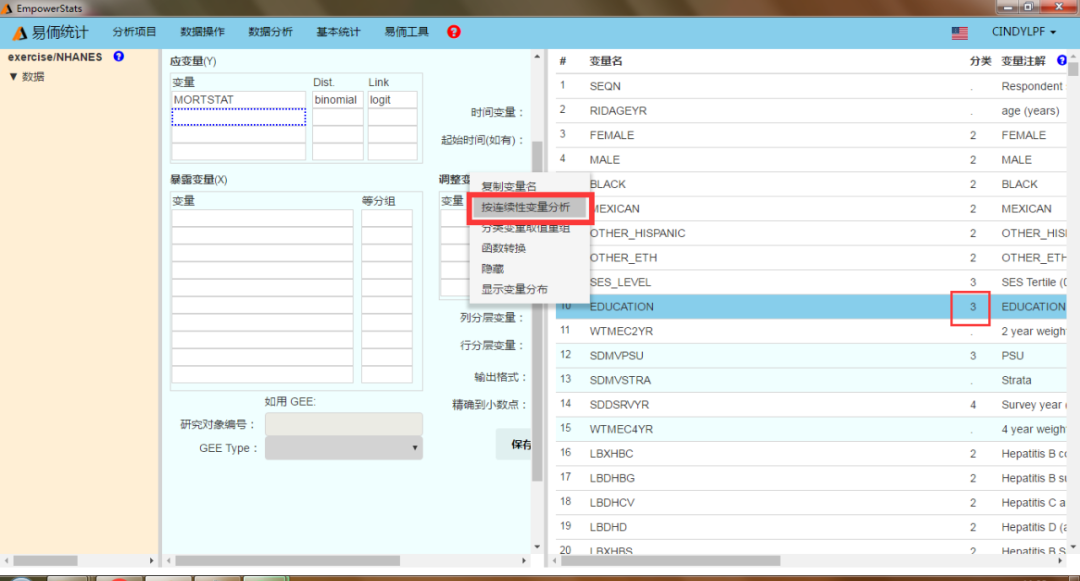 EmpowerStats
易侕统计 分析项目 数据操作 数据分析 基本统计 易侕工具 ? CINDYLPF
exercise/NHANES ?
数据
应变量(Y)
变量 Dist. Link
MORTSTAT binomial logit
时间变量：
起始时间(如有)：
暴露变量(X)
变量 等分组
调整变
变量
复制变量名
按连续性变量分析
分类变量取值重组
函数转换
隐藏
显示变量分布
列分层变量：
行分层变量：
输出格式：
精确到小数点：
如用 GEE:
研究对象编号：
GEE Type：
保存
# 变量名 分类 变量注解 ?
1 SEQN . Respondent
2 RIDAGEYR . age (years)
3 FEMALE 2 FEMALE
4 MALE 2 MALE
BLACK 2 BLACK
MEXICAN 2 MEXICAN
OTHER_HISPANIC 2 OTHER_HIS
OTHER_ETH 2 OTHER_ETH
SES_LEVEL 3 SES Tertile (
10 EDUCATION 3 EDUCATION
11 WTMEC2YR . 2 year weigh
12 SDMVPSU 3 PSU
13 SDMVSTRA . Strata
14 SDDSRVYR 4 Survey year
15 WTMEC4YR . 4 year weigh
16 LBXHBC 2 Hepatitis B co
17 LBDHBG 2 Hepatitis B su
18 LBDHCV 2 Hepatitis C a
19 LBDHD 2 Hepatitis D (a
20 LBXHBS 2 Hepatitis B S